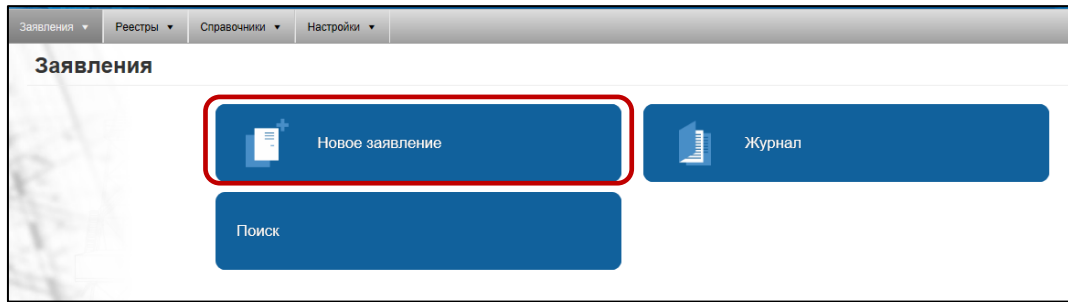 Заявления Реестры Справочники Настройки
Заявления
Новое заявление Журнал
Поиск